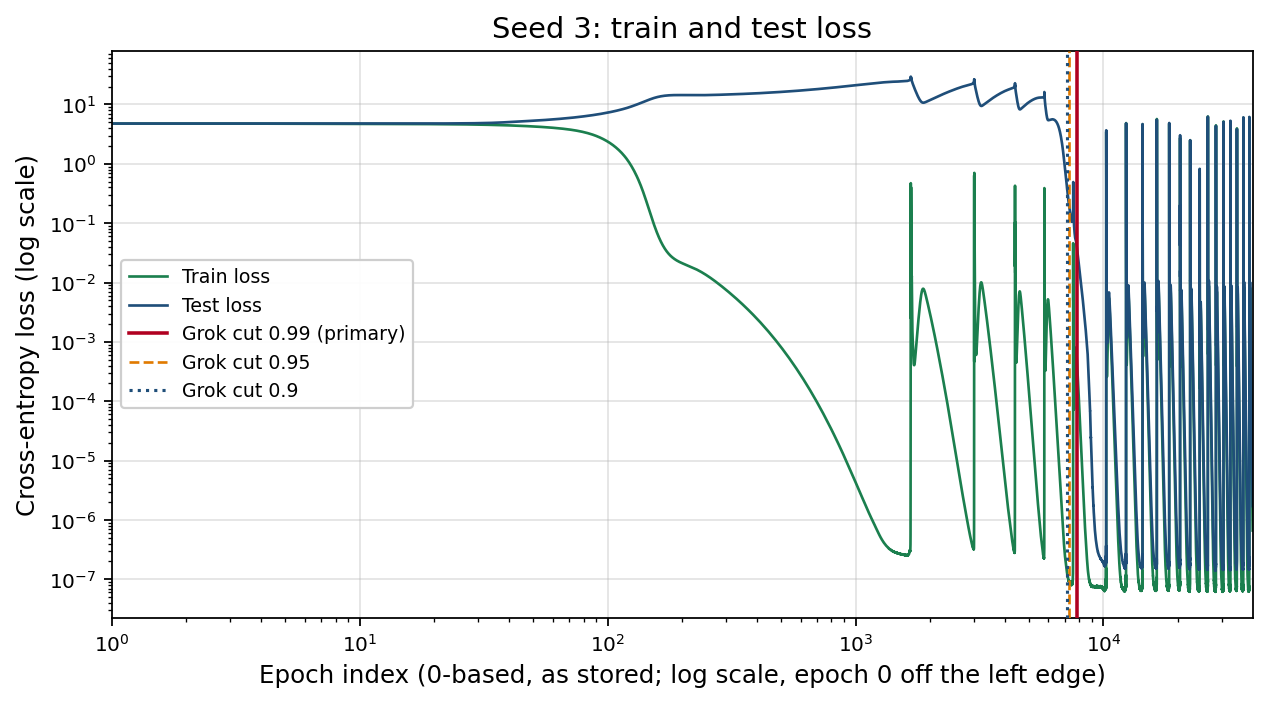 Seed 3: train and test loss
Cross-entropy loss (log scale)
10¹
10⁰
10⁻¹
10⁻²
10⁻³
10⁻⁴
10⁻⁵
10⁻⁶
10⁻⁷
Train loss
Test loss
Grok cut 0.99 (primary)
Grok cut 0.95
Grok cut 0.9
10⁰ 10¹ 10² 10³ 10⁴
Epoch index (0-based, as stored; log scale, epoch 0 off the left edge)